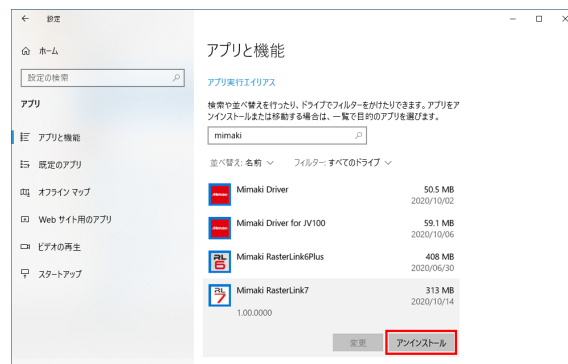 設定
ホーム
設定の検索
アプリ
アプリと機能
既定のアプリ
オフライン マップ
Web サイト用のアプリ
ビデオの再生
スタートアップ
アプリと機能
アプリ実行エイリアス
検索や並べ替えを行ったり、ドライブでフィルターをかけたりできます。アプリをア
ンインストールまたは移動する場合は、一覧で目的のアプリを選びます。
mimaki
並べ替え: 名前 フィルター: すべてのドライブ
Mimaki Driver 50.5 MB
2020/10/02
Mimaki Driver for JV100 59.1 MB
2020/10/06
RL 6 Mimaki RasterLink6Plus 408 MB
2020/06/30
RL 7 Mimaki RasterLink7 313 MB
2020/10/14
1.00.0000
変更 アンインストール